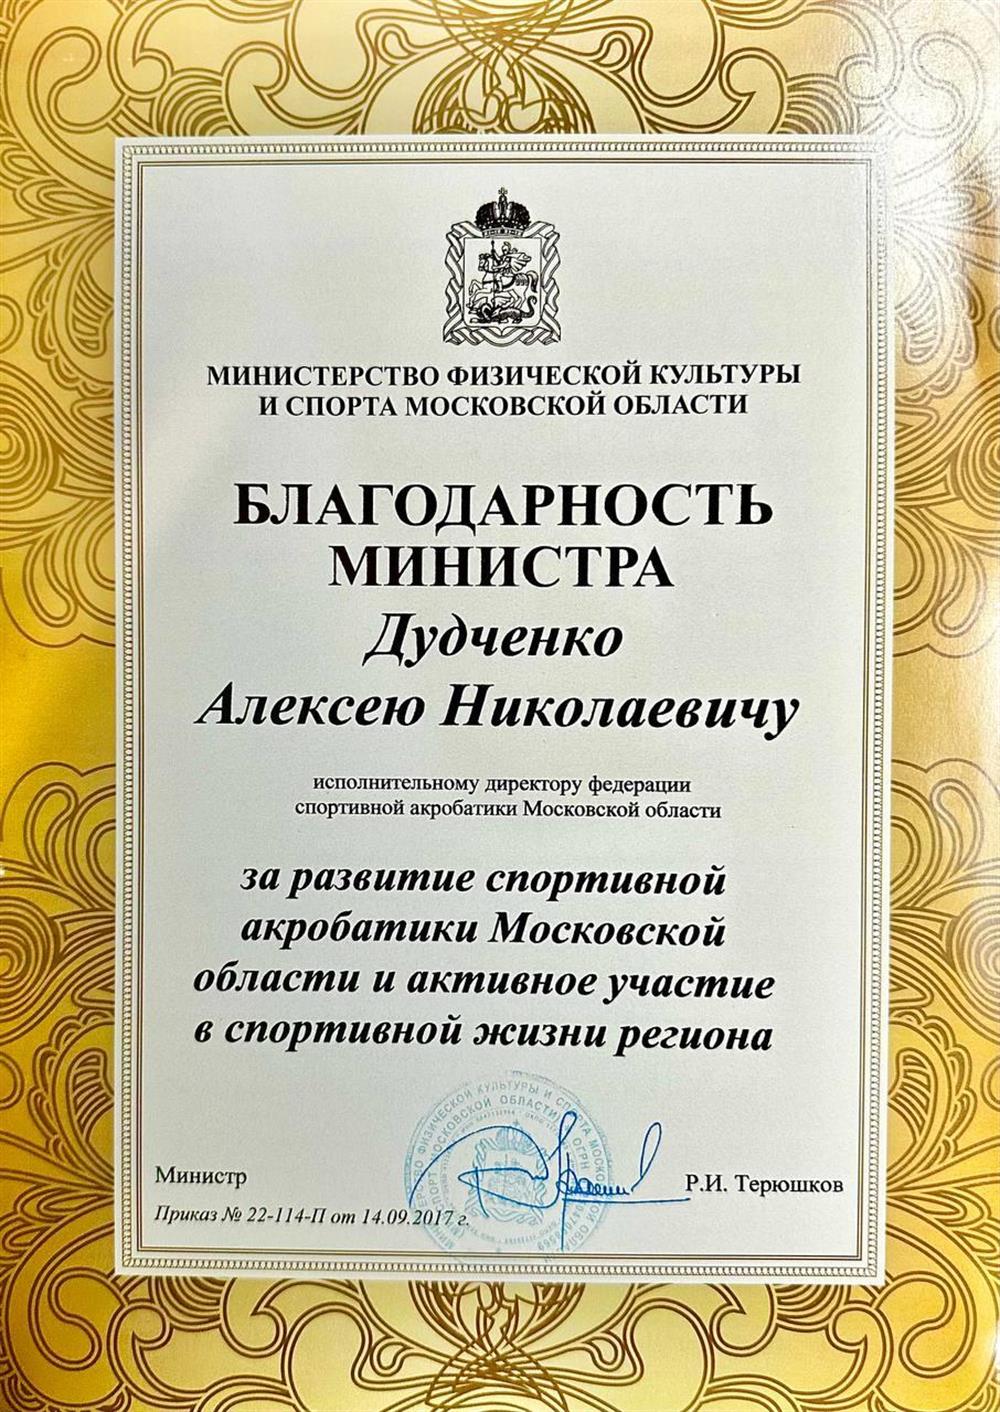 МИНИСТЕРСТВО ФИЗИЧЕСКОЙ КУЛЬТУРЫ
И СПОРТА МОСКОВСКОЙ ОБЛАСТИ
БЛАГОДАРНОСТЬ
МИНИСТРА
Дудченко
Алексею Николаевичу
исполнительному директору федерации
спортивной акробатики Московской области
за развитие спортивной
акробатики Московской
области и активное участие
в спортивной жизни региона
Министр
Р.И. Терюшков
Приказ № 22-114-П от 14.09.2017 г.